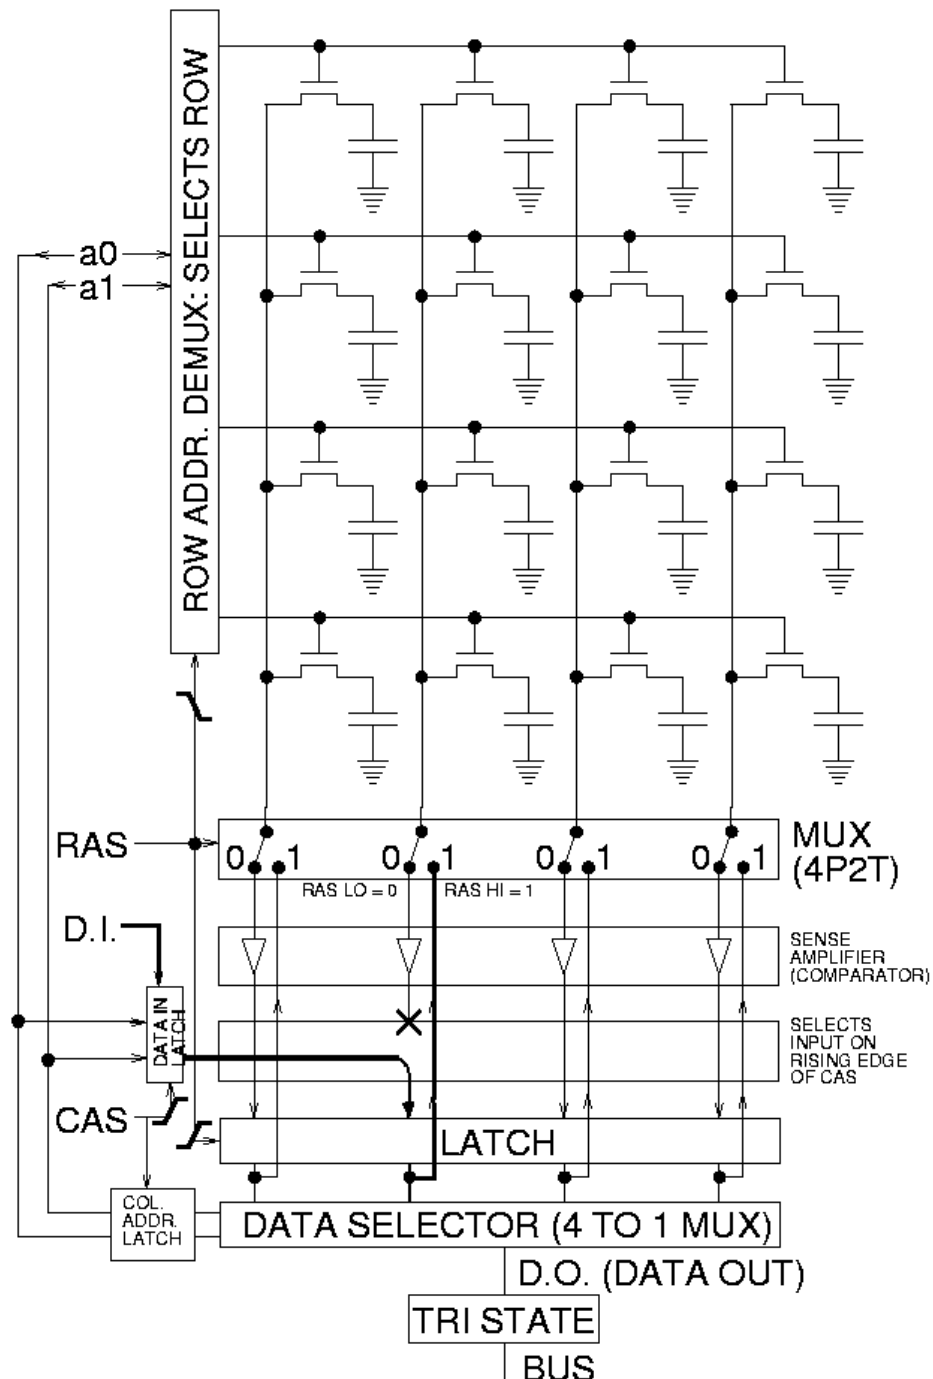 ROW ADDR. DEMUX: SELECTS ROW
a0
a1
RAS
0 1
0 1
0 1
0 1
MUX
(4P2T)
RAS LO = 0
RAS HI = 1
D.I.
SENSE
AMPLIFIER
(COMPARATOR)
DATA IN
LATCH
SELECTS
INPUT ON
RISING EDGE
OF CAS
CAS
LATCH
COL.
ADDR.
LATCH
DATA SELECTOR (4 TO 1 MUX)
D.O. (DATA OUT)
TRI STATE
BUS